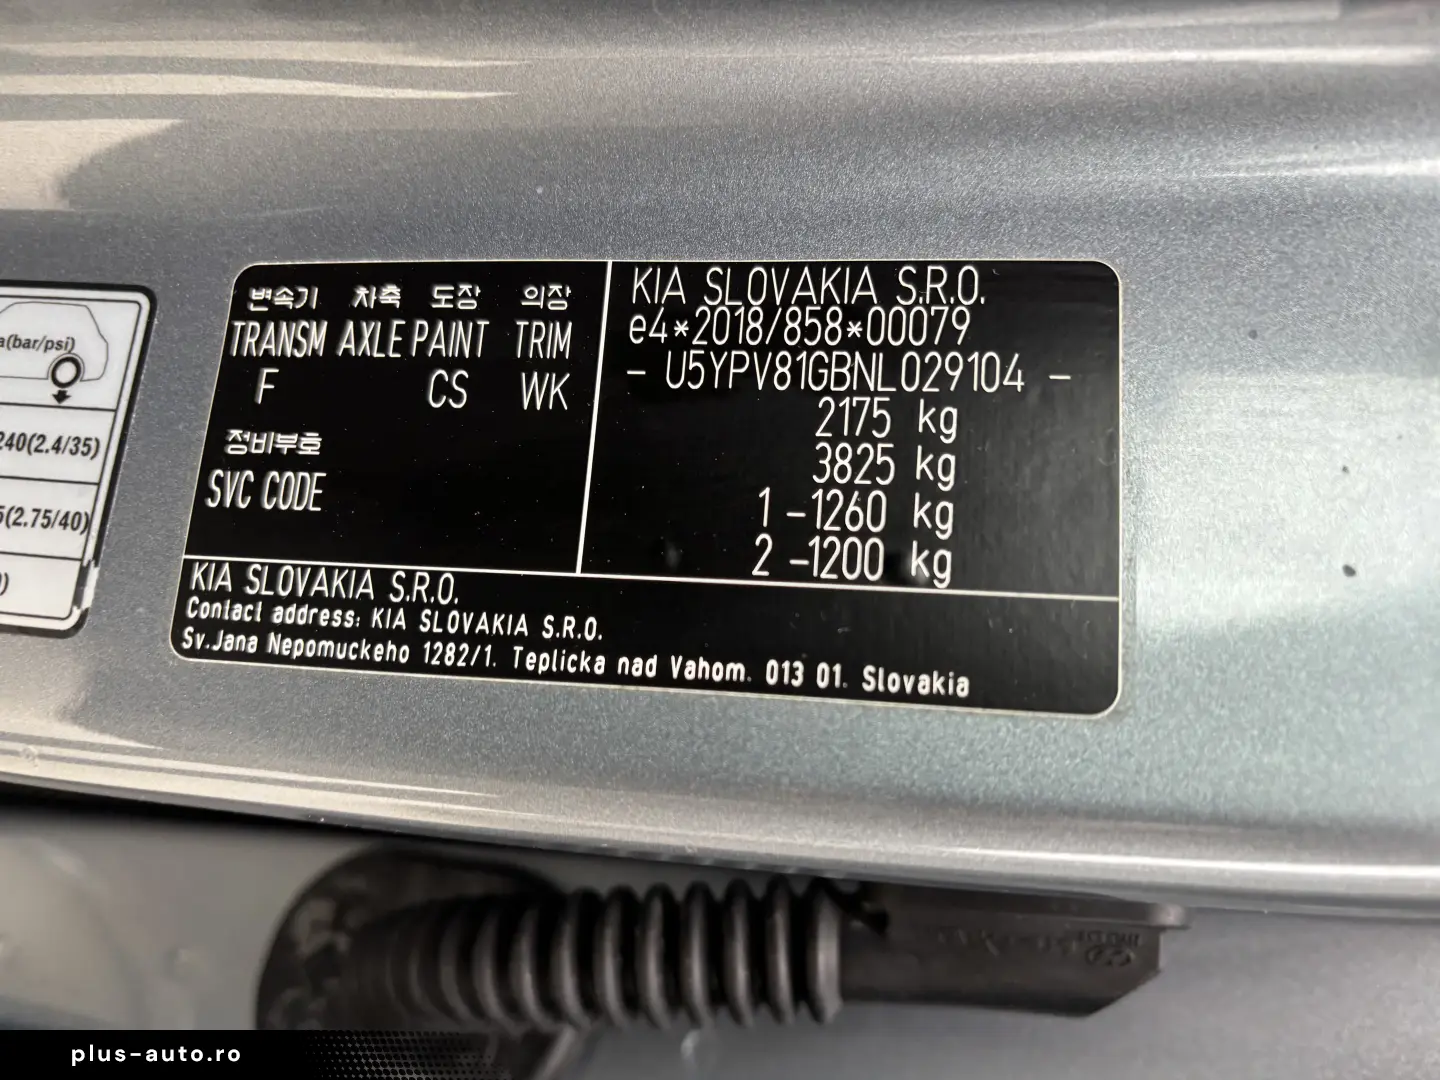 a(bar/psi)
240(2.4/35)
5(2.75/40)
)
변속기 차축 도장 의장
TRANSM AXLE PAINT TRIM
F CS WK
정비부호
SVC CODE
KIA SLOVAKIA S.R.O.
e4*2018/858*00079
- U5YPV81GBNL029104 -
2175 kg
3825 kg
1 -1260 kg
2 -1200 kg
KIA SLOVAKIA S.R.O.
Contact address: KIA SLOVAKIA S.R.O.
Sv.Jana Nepomuckeho 1282/1. Teplicka nad Vahom. 013 01. Slovakia
plus-auto.ro